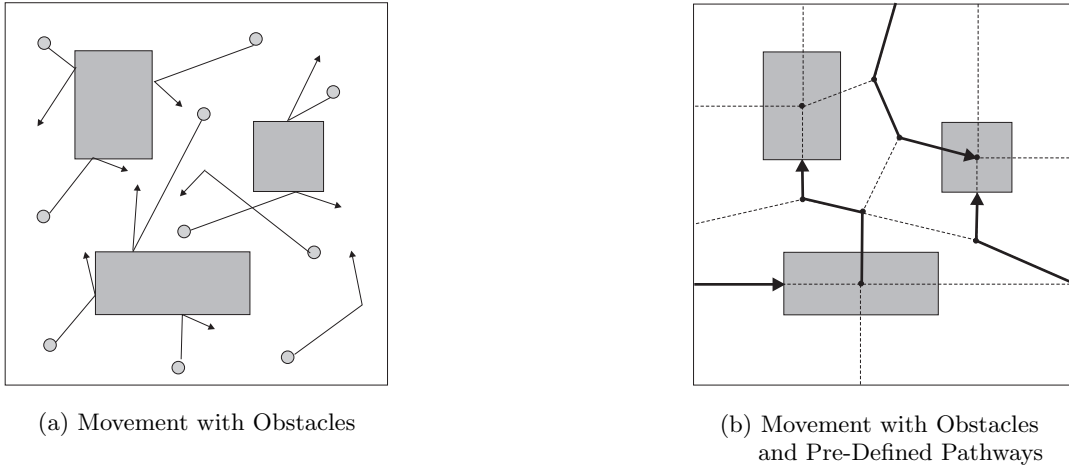 (a) Movement with Obstacles
(b) Movement with Obstacles
and Pre-Defined Pathways